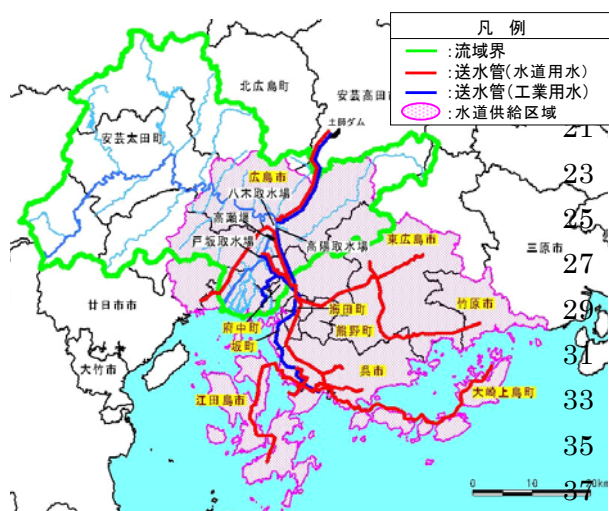 凡 例
:流域界
:送水管(水道用水)
:送水管(工業用水)
:水道供給区域
北広島町
安芸高田市
21
土師ダム
安芸太田町
23
広島市
八木取水場
高瀬堰
25
戸坂取水場
高陽取水場
東広島市
三原市
27
廿日市市
竹原市
海田町
29
府中町
熊野町
坂町
31
大竹市
呉市
江田島市
大崎上島町
33
35
37
0 10 20km